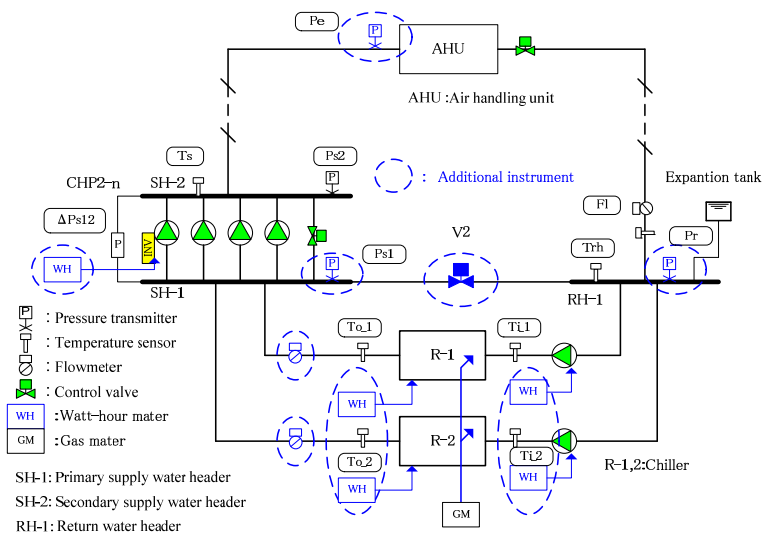 Pe
P
AHU
AHU :Air handling unit
Ts
Ps2
P
CHP2-n
SH-2
: Additional instrument
Expantion tank
ΔPs12
Fl
V2
Pr
P
INV
WH
Ps1
P
Trh
P
SH-1
RH-1
P
: Pressure transmitter
: Temperature sensor
: Flowmeter
: Control valve
WH
:Watt-hour mater
GM
: Gas mater
To_1
R-1
Ti_1
WH
WH
R-2
To_2
Ti_2
WH
WH
GM
R-1,2:Chiller
SH-1: Primary supply water header
SH-2: Secondary supply water header
RH-1: Return water header